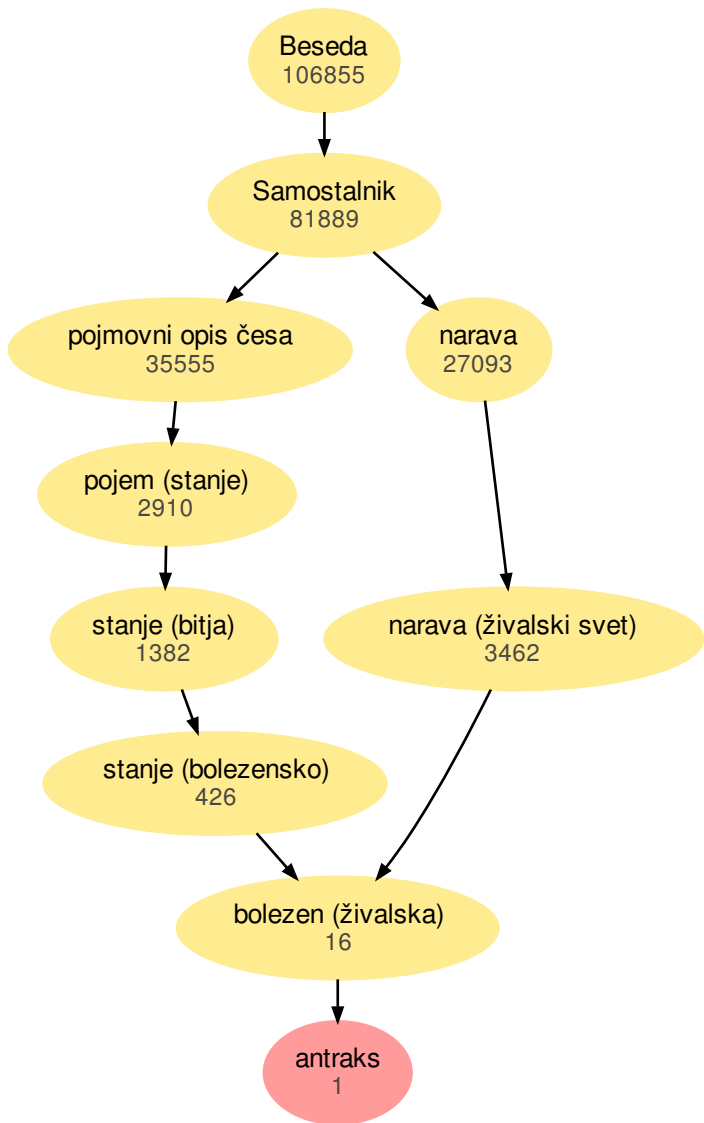 Beseda
106855
Samostalnik
81889
pojmovni opis česa
35555
narava
27093
pojem (stanje)
2910
stanje (bitja)
1382
narava (živalski svet)
3462
stanje (bolezensko)
426
bolezen (živalska)
16
antraks
1